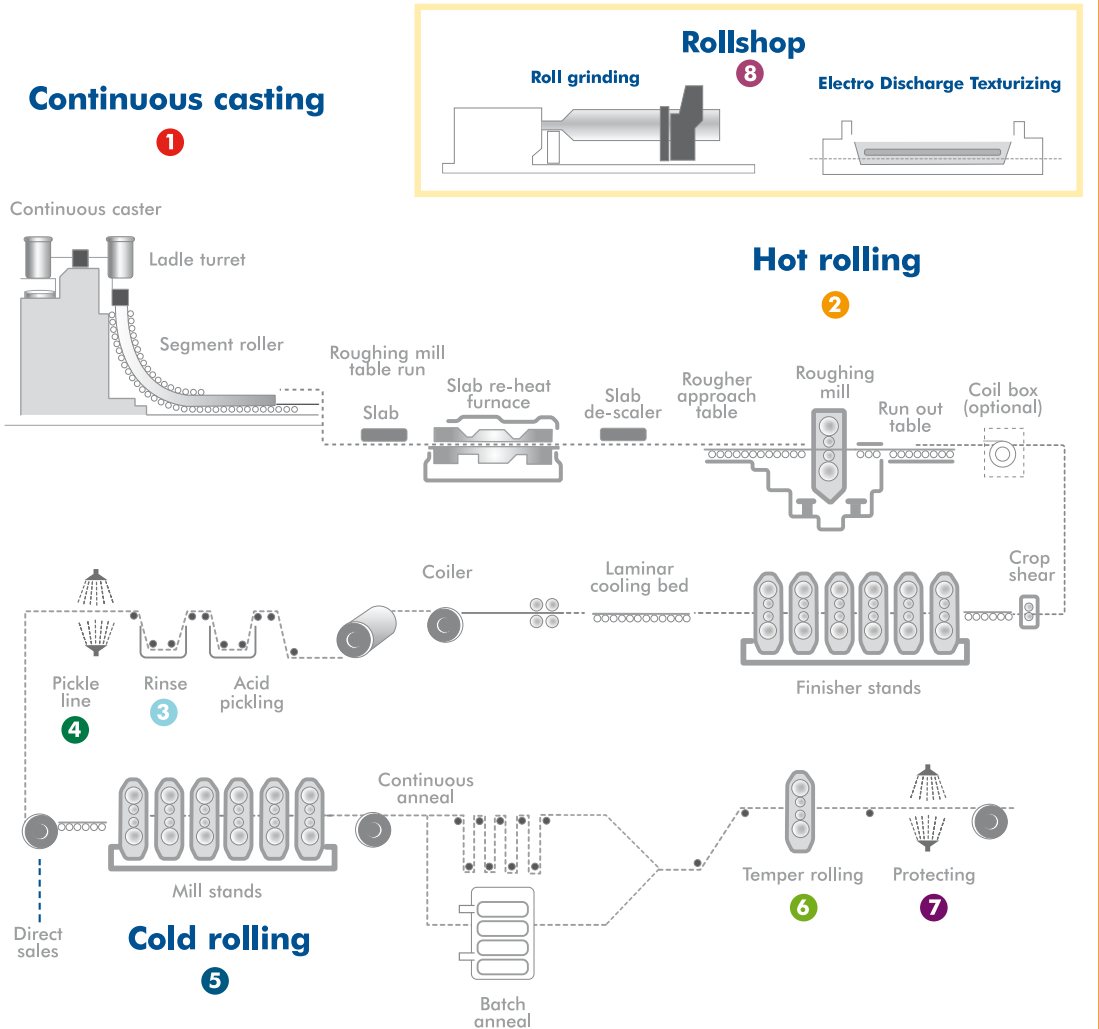 Rollshop
8
Roll grinding
Electro Discharge Texturizing
Continuous casting
1
Continuous caster
Ladle turret
Segment roller
Hot rolling
2
Roughing mill
table run
Slab
Slab re-heat
furnace
Slab
de-scaler
Rougher
approach
table
Roughing
mill
Run out
table
Coil box
(optional)
Crop
shear
Finisher stands
Laminar
cooling bed
Coiler
Acid
pickling
Rinse
3
Pickle
line
4
Direct
sales
Mill stands
Cold rolling
5
Continuous
anneal
Batch
anneal
Temper rolling
6
Protecting
7